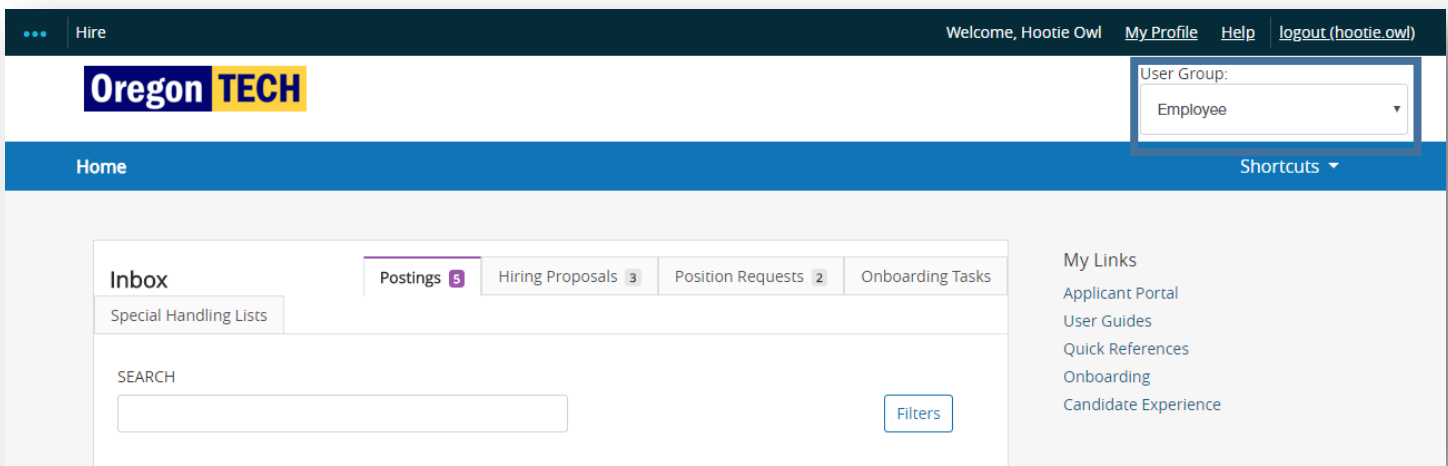 Hire Welcome, Hootie Owl My Profile Help logout (hootie.owl)
Oregon TECH
User Group:
Employee
Home Shortcuts
Inbox Postings 5 Hiring Proposals 3 Position Requests 2 Onboarding Tasks
Special Handling Lists
SEARCH
Filters
My Links
Applicant Portal
User Guides
Quick References
Onboarding
Candidate Experience